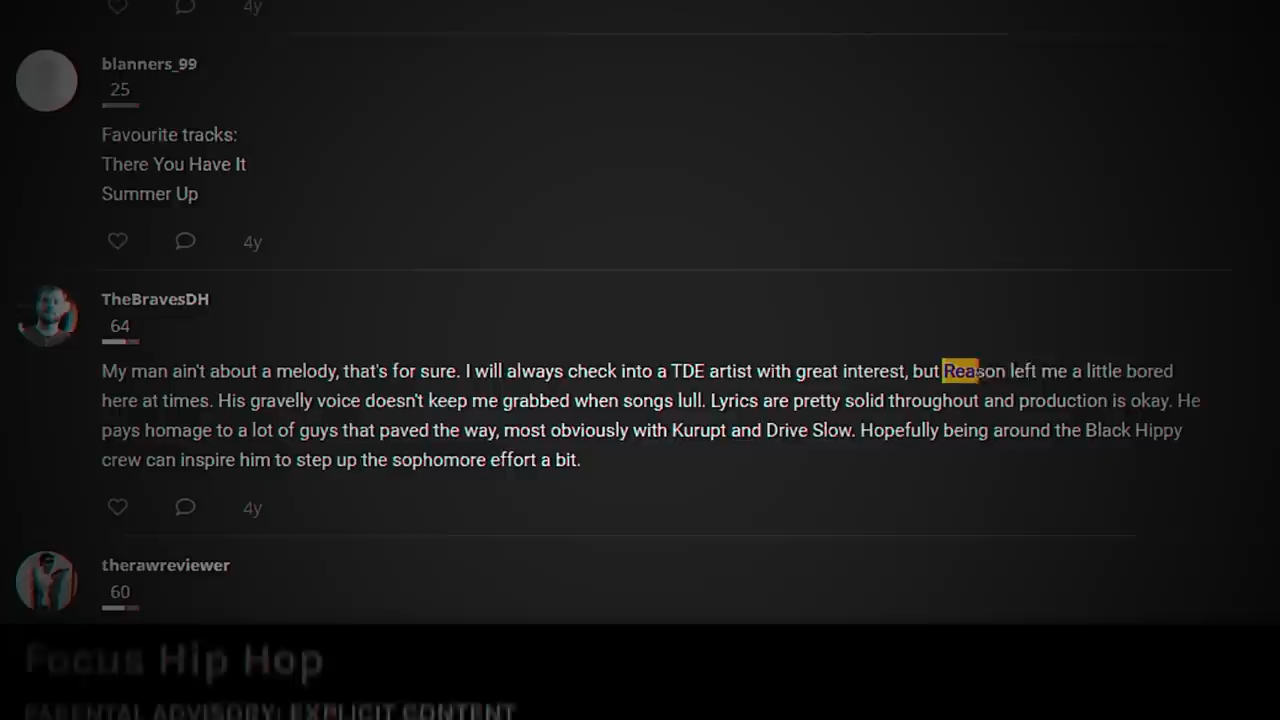 4y
blanners_99
25
Favourite tracks:
There You Have It
Summer Up
4y
TheBravesDH
64
My man ain't about a melody, that's for sure. I will always check into a TDE artist with great interest, but Reason left me a little bored
here at times. His gravelly voice doesn't keep me grabbed when songs lull. Lyrics are pretty solid throughout and production is okay. He
pays homage to a lot of guys that paved the way, most obviously with Kurupt and Drive Slow. Hopefully being around the Black Hippy
crew can inspire him to step up the sophomore effort a bit.
4y
therawreviewer
60
Focus Hip Hop
PARENTAL ADVISORY: EXPLICIT CONTENT